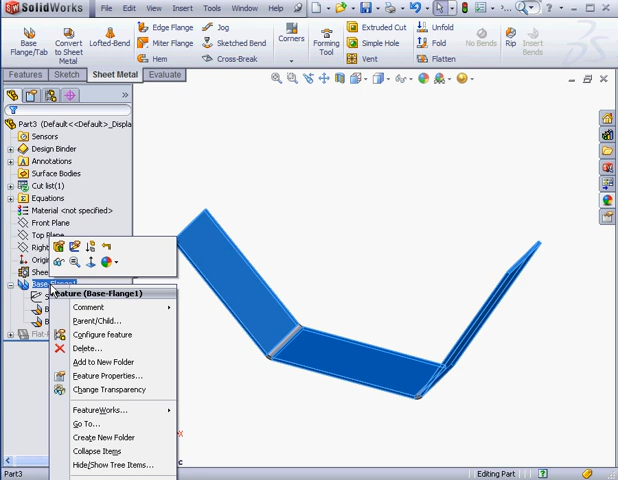 SolidWorks File Edit View Insert Tools Window Help
Base Flange/Tab
Convert to Sheet Metal
Lofted-Bend
Edge Flange
Miter Flange
Hem
Jog
Sketched Bend
Cross-Break
Corners
Forming Tool
Extruded Cut
Simple Hole
Vent
Unfold
Fold
Flatten
No Bends
Rip
Insert Bends
Features Sketch Sheet Metal Evaluate
Part3 (Default<<Default>_Displa
Sensors
Design Binder
Annotations
Surface Bodies
Cut list(1)
Equations
Material <not specified>
Front Plane
Top Plane
Right
Origi
Shee
Base-Flange1
S
B
B
Flat-
Feature (Base-Flange1)
Comment
Parent/Child...
Configure feature
Delete...
Add to New Folder
Feature Properties...
Change Transparency
FeatureWorks...
Go To...
Create New Folder
Collapse Items
Hide/Show Tree Items...
X
Part3 Editing Part